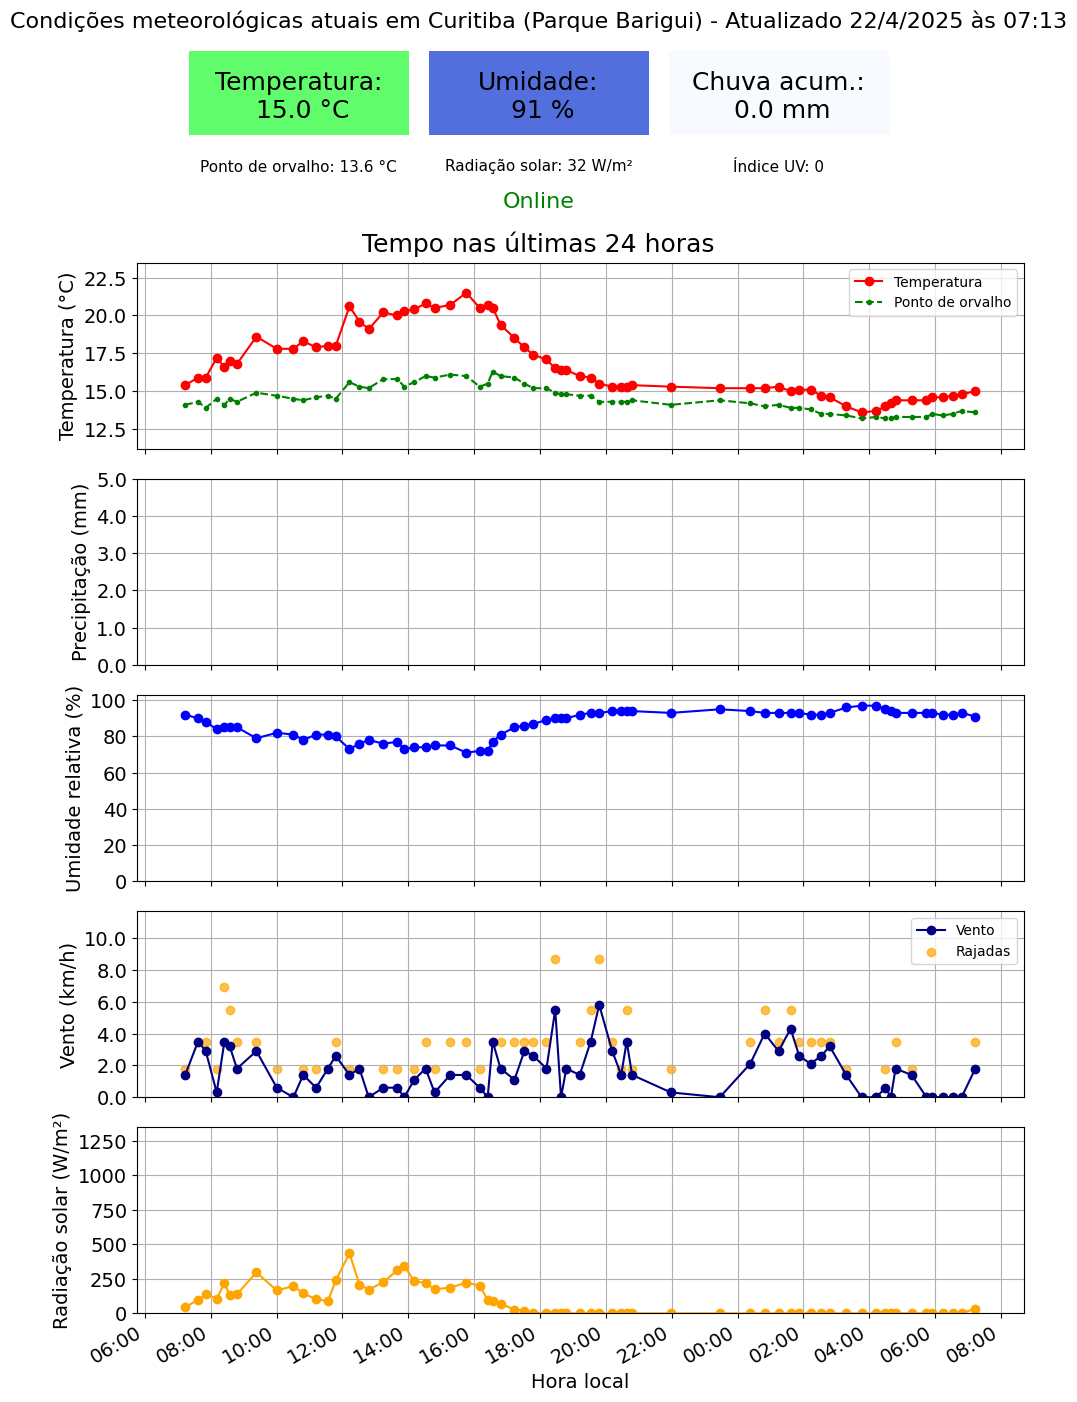 Condições meteorológicas atuais em Curitiba (Parque Barigui) - Atualizado 22/4/2025 às 07:13
Temperatura:
15.0 °C
Umidade:
91 %
Chuva acum.:
0.0 mm
Ponto de orvalho: 13.6 °C
Radiação solar: 32 W/m²
Índice UV: 0
Online
Tempo nas últimas 24 horas
Temperatura (°C)
22.5
20.0
17.5
15.0
12.5
Temperatura
Ponto de orvalho
Precipitação (mm)
5.0
4.0
3.0
2.0
1.0
0.0
Umidade relativa (%)
100
80
60
40
20
0
Vento (km/h)
10.0
8.0
6.0
4.0
2.0
0.0
Vento
Rajadas
Radiação solar (W/m²)
1250
1000
750
500
250
0
06:00
08:00
10:00
12:00
14:00
16:00
18:00
20:00
22:00
00:00
02:00
04:00
06:00
08:00
Hora local